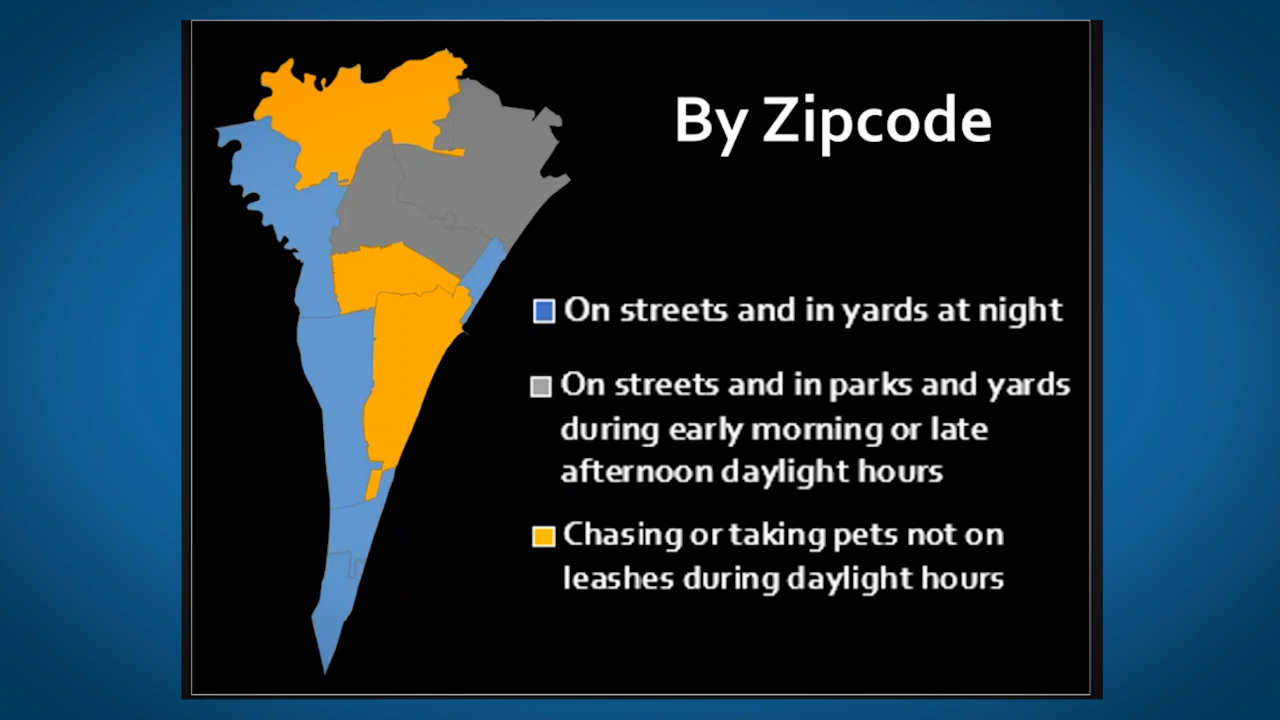 By Zipcode
On streets and in yards at night
On streets and in parks and yards
during early morning or late
afternoon daylight hours
Chasing or taking pets not on
leashes during daylight hours